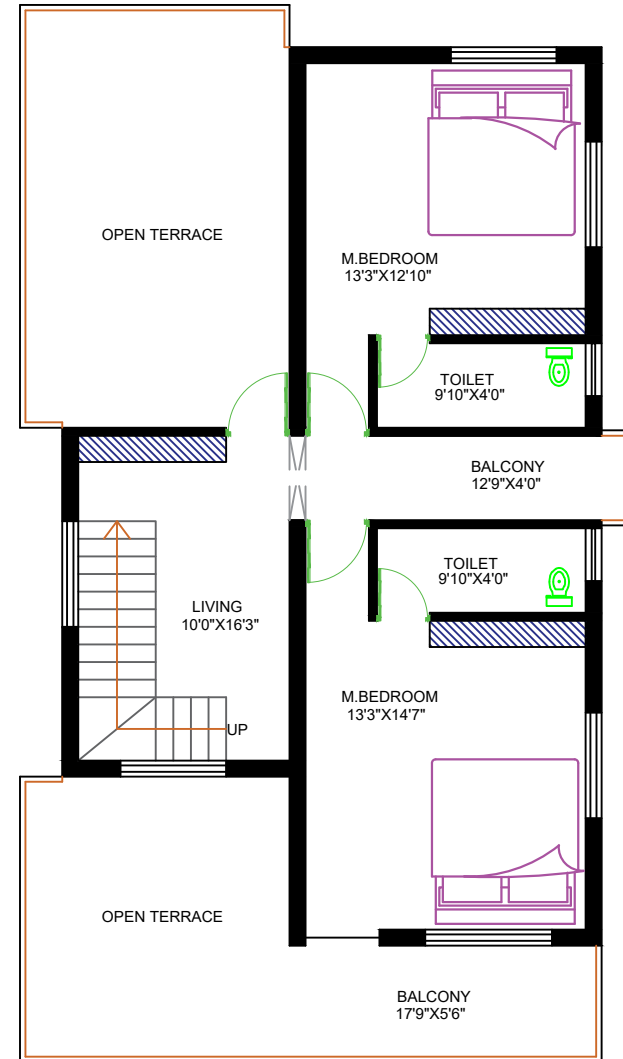 OPEN TERRACE
M.BEDROOM
13'3"X12'10"
TOILET
9'10"X4'0"
BALCONY
12'9"X4'0"
TOILET
9'10"X4'0"
LIVING
10'0"X16'3"
M.BEDROOM
13'3"X14'7"
UP
OPEN TERRACE
BALCONY
17'9"X5'6"